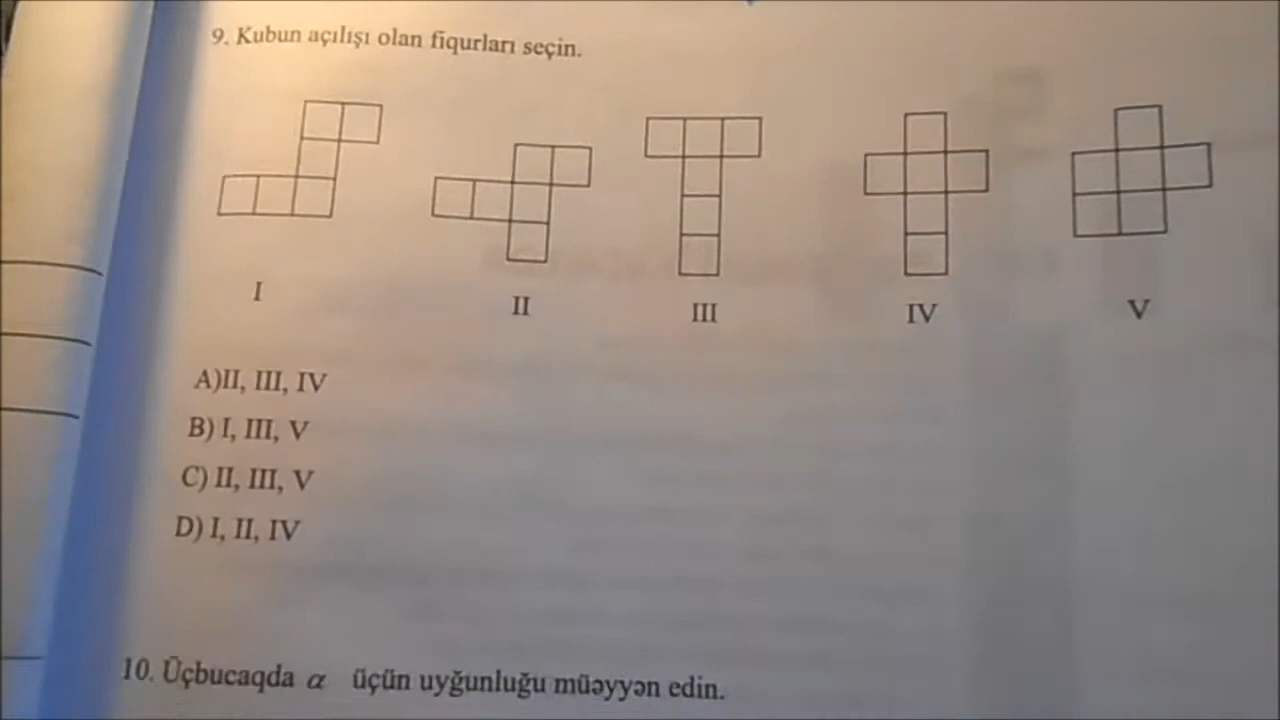 9. Kubun açılışı olan fiqurları seçin.
I
II
III
IV
V
A)II, III, IV
B) I, III, V
C) II, III, V
D) I, II, IV
10. Üçbucaqda α üçün uyğunluğu müəyyən edin.